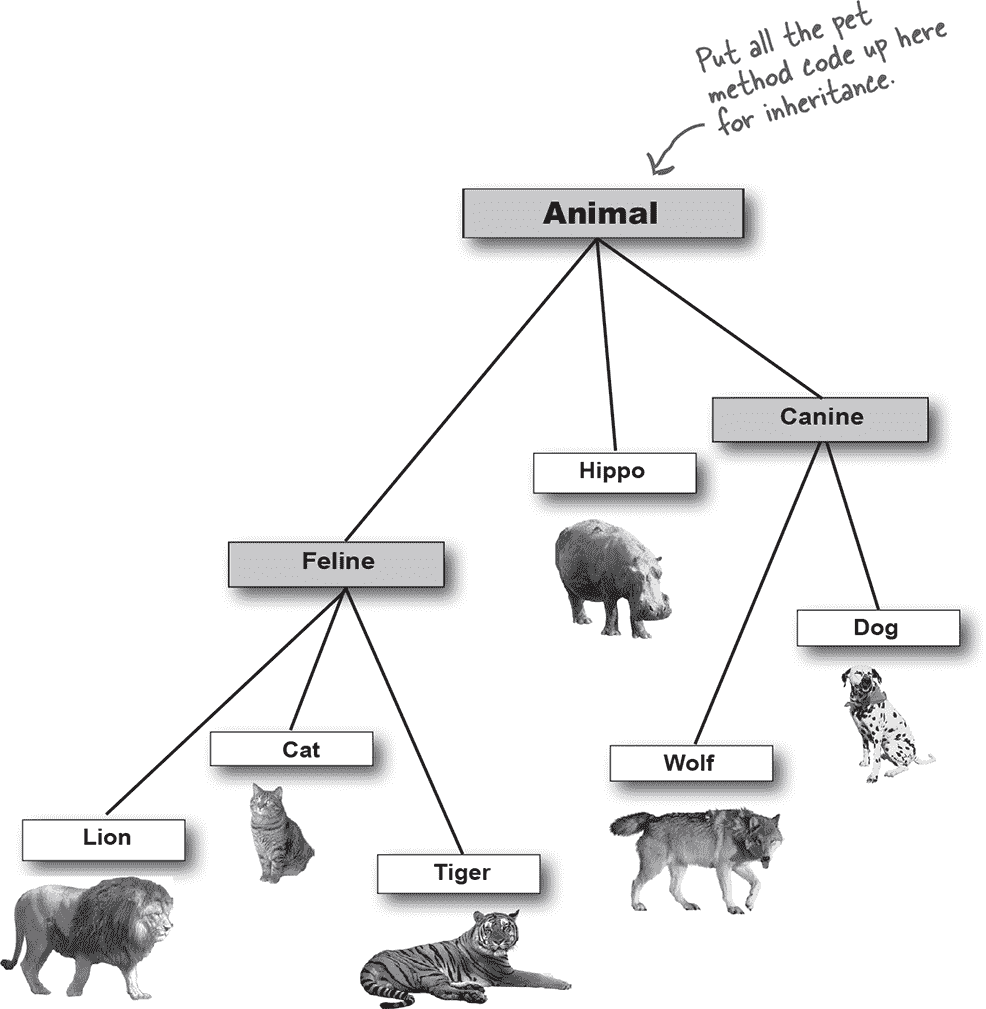 Put all the pet
method code up here
for inheritance.
Animal
Canine
Hippo
Feline
Dog
Cat
Wolf
Lion
Tiger